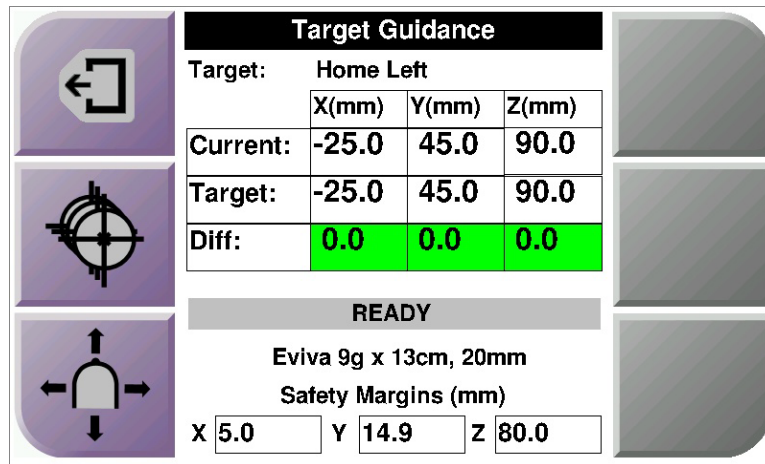 Target Guidance
Target: Home Left
X(mm) Y(mm) Z(mm)
Current: -25.0 45.0 90.0
Target: -25.0 45.0 90.0
Diff: 0.0 0.0 0.0
READY
Eviva 9g x 13cm, 20mm
Safety Margins (mm)
X 5.0 Y 14.9 Z 80.0